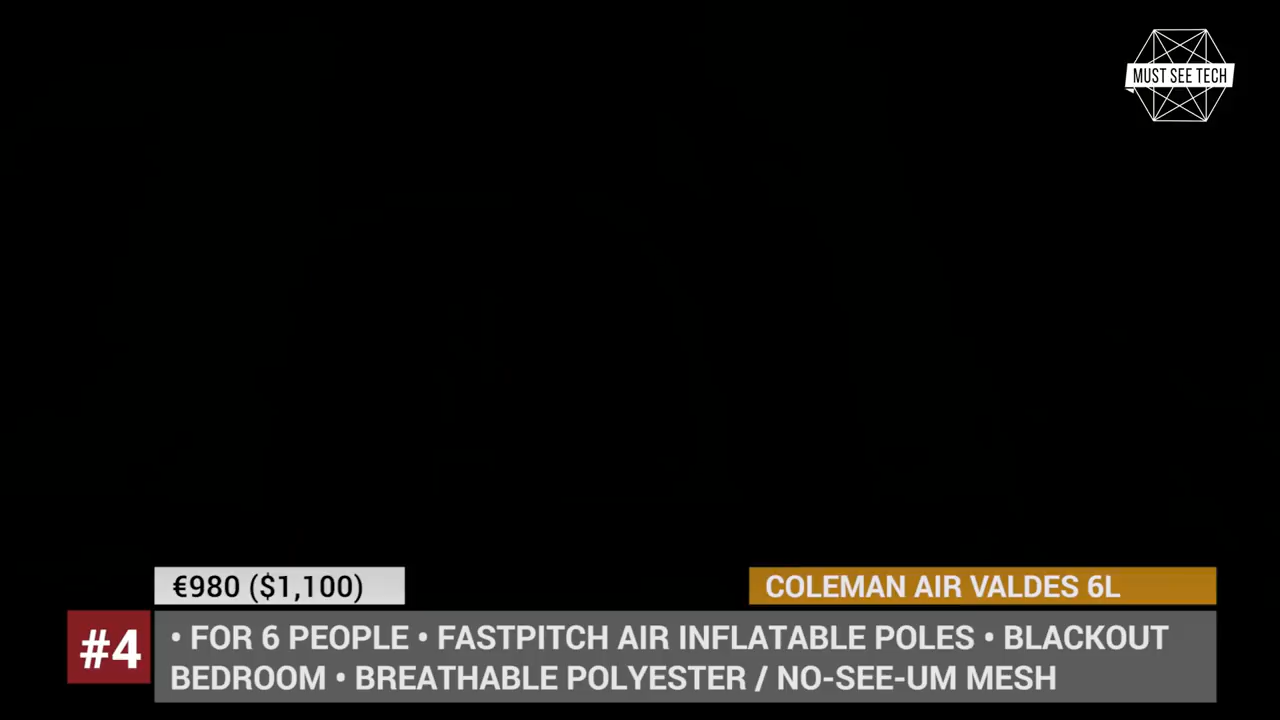 MUST SEE TECH
€980 ($1,100)
COLEMAN AIR VALDES 6L
#4
• FOR 6 PEOPLE • FASTPITCH AIR INFLATABLE POLES • BLACKOUT
BEDROOM • BREATHABLE POLYESTER / NO-SEE-UM MESH